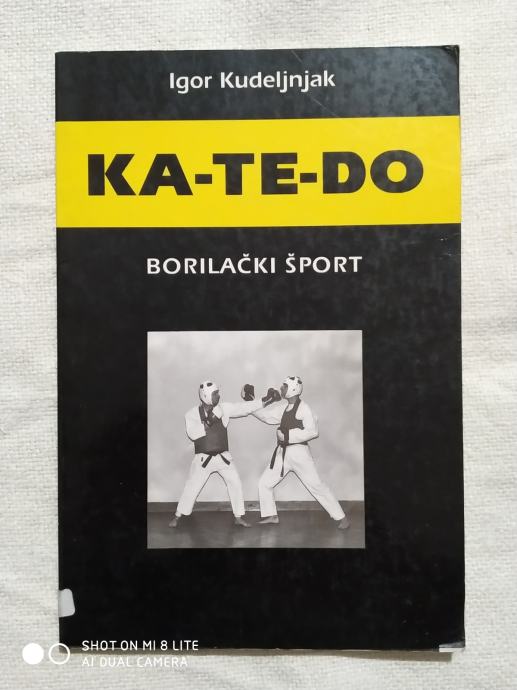 Igor Kudeljnjak
KA-TE-DO
BORILAČKI ŠPORT
SHOT ON MI 8 LITE
AI DUAL CAMERA